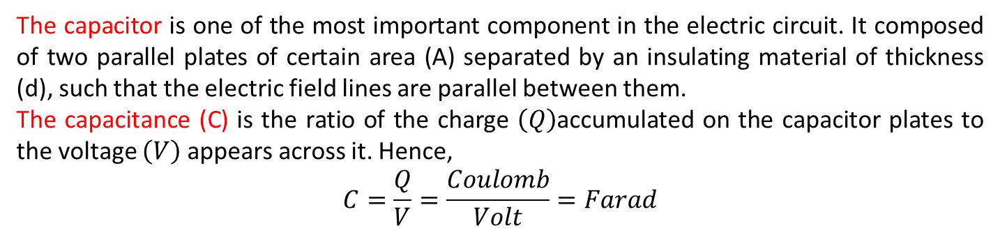 The capacitor is one of the most important component in the electric circuit. It composed
of two parallel plates of certain area (A) separated by an insulating material of thickness
(d), such that the electric field lines are parallel between them.
The capacitance (C) is the ratio of the charge (Q)accumulated on the capacitor plates to
the voltage (V) appears across it. Hence,
C = Q/V = Coulomb/Volt = Farad